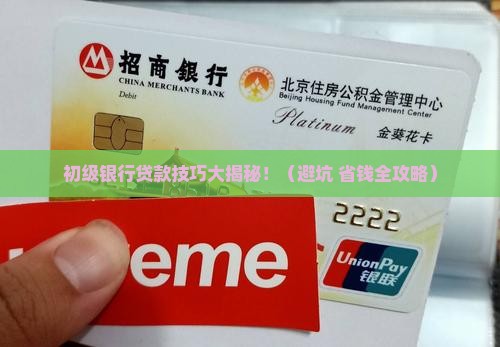 招商銀行
CHINA MERCHANTS BANK
Debit
北京住房公积金管理中心
Beijing Housing Fund Management Center
Platinum
金葵花卡
初级银行贷款技巧大揭秘！（避坑 省钱全攻略）
2222
UnionPay
银联
eme